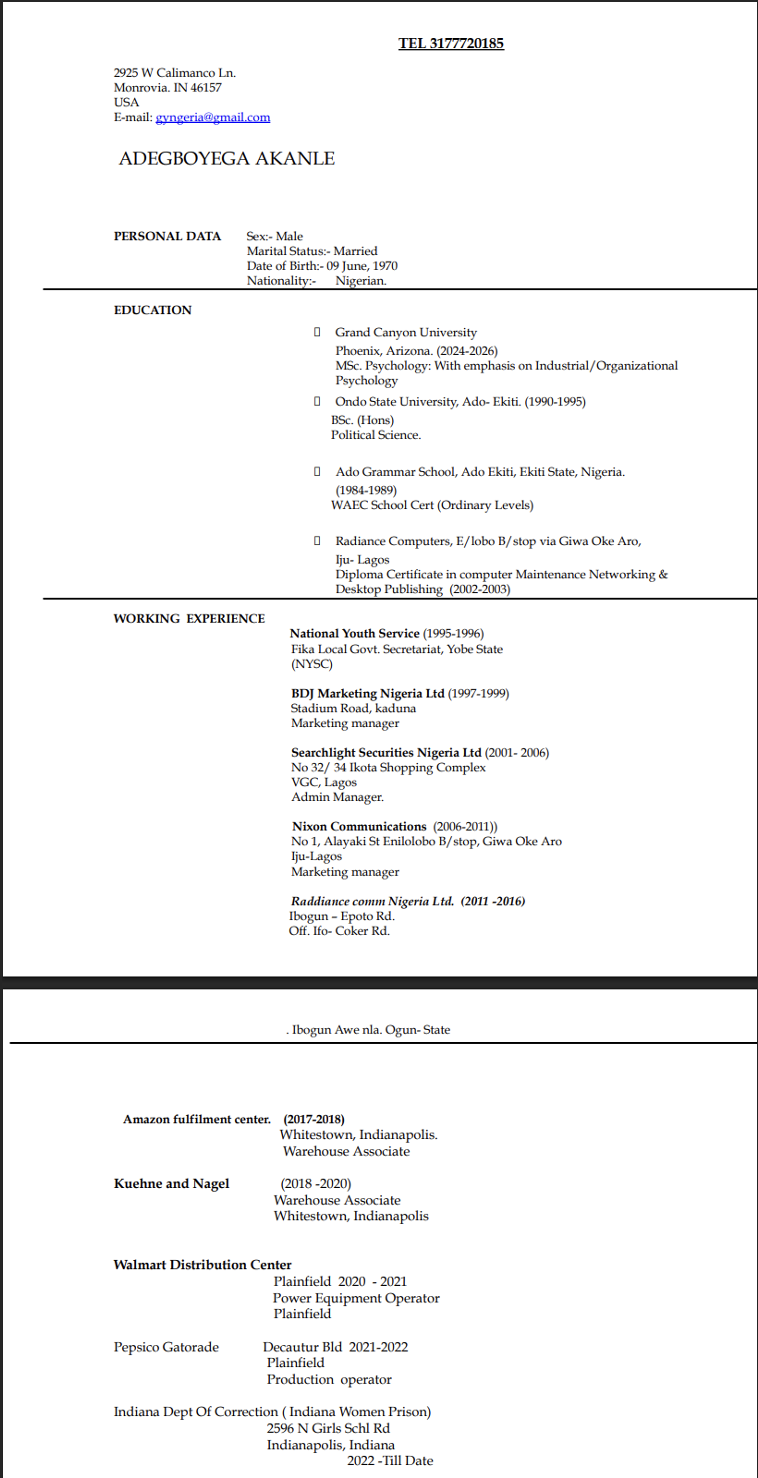 TEL 3177720185
2925 W Calimanco Ln.
Monrovia. IN 46157
USA
E-mail: gyngeria@gmail.com
ADEGBOYEGA AKANLE
PERSONAL DATA Sex:- Male
Marital Status:- Married
Date of Birth:- 09 June, 1970
Nationality:- Nigerian.
EDUCATION
Grand Canyon University
Phoenix, Arizona. (2024-2026)
MSc. Psychology: With emphasis on Industrial/Organizational
Psychology
Ondo State University, Ado- Ekiti. (1990-1995)
BSc. (Hons)
Political Science.
Ado Grammar School, Ado Ekiti, Ekiti State, Nigeria.
(1984-1989)
WAEC School Cert (Ordinary Levels)
Radiance Computers, E/lobo B/stop via Giwa Oke Aro,
Iju- Lagos
Diploma Certificate in computer Maintenance Networking &
Desktop Publishing (2002-2003)
WORKING EXPERIENCE
National Youth Service (1995-1996)
Fika Local Govt. Secretariat, Yobe State
(NYSC)
BDJ Marketing Nigeria Ltd (1997-1999)
Stadium Road, kaduna
Marketing manager
Searchlight Securities Nigeria Ltd (2001- 2006)
No 32/ 34 Ikota Shopping Complex
VGC, Lagos
Admin Manager.
Nixon Communications (2006-2011))
No 1, Alayaki St Enilolobo B/stop, Giwa Oke Aro
Iju-Lagos
Marketing manager
Raddiance comm Nigeria Ltd. (2011 -2016)
Ibogun – Epoto Rd.
Off. Ifo- Coker Rd.
. Ibogun Awe nla. Ogun- State
Amazon fulfilment center. (2017-2018)
Whitestown, Indianapolis.
Warehouse Associate
Kuehne and Nagel (2018 -2020)
Warehouse Associate
Whitestown, Indianapolis
Walmart Distribution Center
Plainfield 2020 - 2021
Power Equipment Operator
Plainfield
Pepsico Gatorade Decautur Bld 2021-2022
Plainfield
Production operator
Indiana Dept Of Correction ( Indiana Women Prison)
2596 N Girls Schl Rd
Indianapolis, Indiana
2022 -Till Date